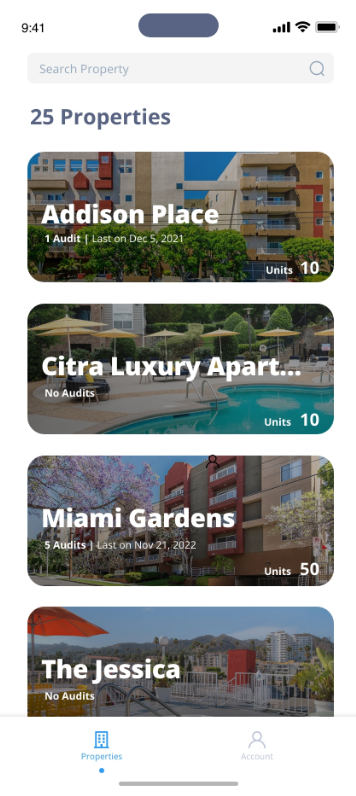 9:41
Search Property
25 Properties
Addison Place
1 Audit | Last on Dec 5, 2021
Units 10
Citra Luxury Apart...
No Audits
Units 10
Miami Gardens
5 Audits | Last on Nov 21, 2022
Units 50
The Jessica
No Audits
Properties
Account